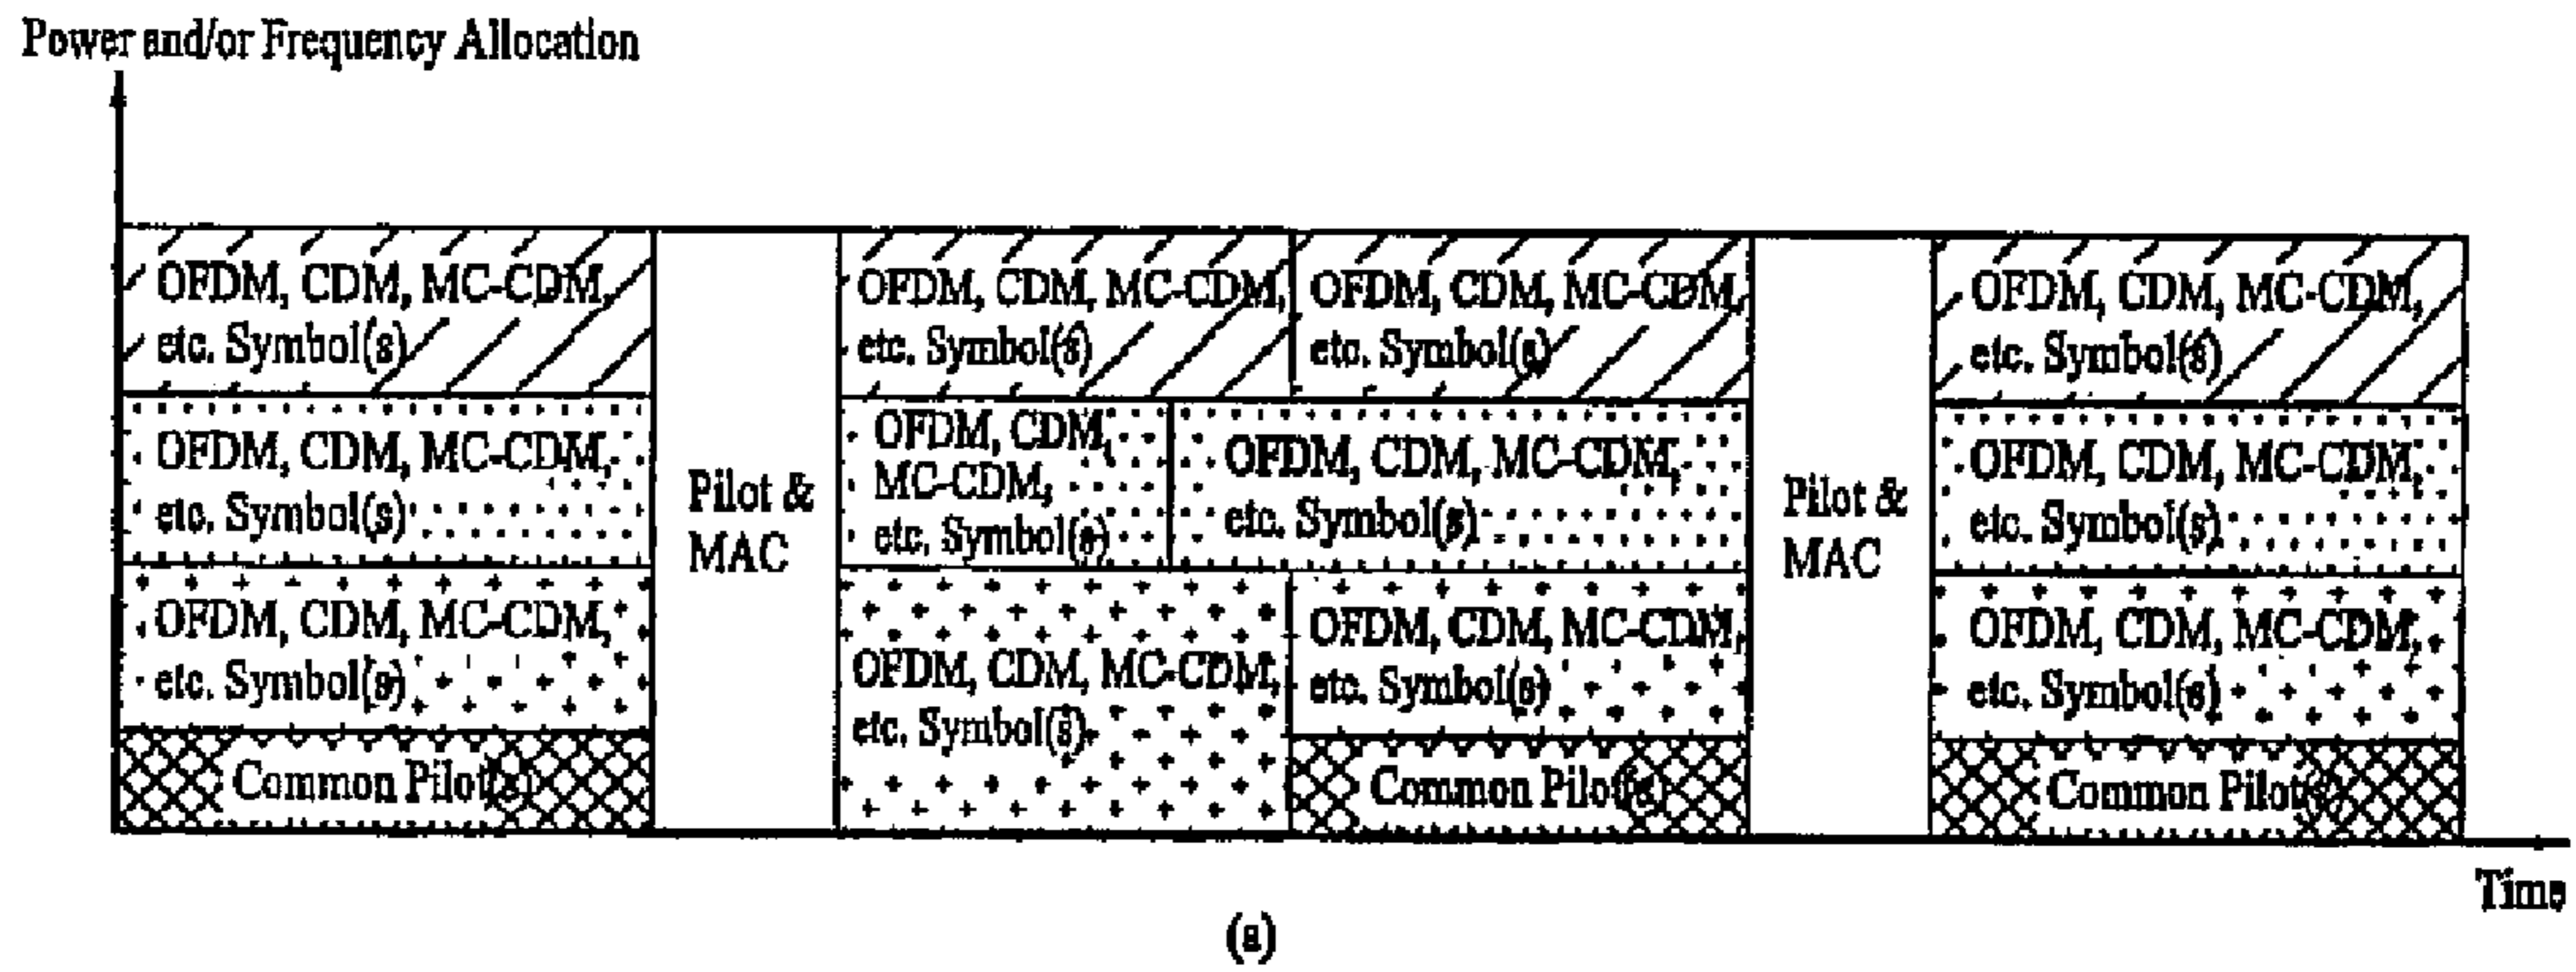 Power and/or Frequency Allocation
OFDM, CDM, MC-CDM,
etc. Symbol(s)
OFDM, CDM, MC-CDM,
etc. Symbol(s)
OFDM, CDM, MC-CDM,
etc. Symbol(s)
Common Pilot(s)
Pilot &
MAC
OFDM, CDM, MC-CDM,
etc. Symbol(s)
OFDM, CDM, MC-CDM,
etc. Symbol(s)
OFDM, CDM,
MC-CDM,
etc. Symbol(s)
OFDM, CDM, MC-CDM,
etc. Symbol(s)
OFDM, CDM, MC-CDM,
etc. Symbol(s)
OFDM, CDM, MC-CDM,
etc. Symbol(s)
Common Pilot(s)
Pilot &
MAC
OFDM, CDM, MC-CDM,
etc. Symbol(s)
OFDM, CDM, MC-CDM,
etc. Symbol(s)
OFDM, CDM, MC-CDM,
etc. Symbol(s)
Common Pilot(s)
Time
(a)